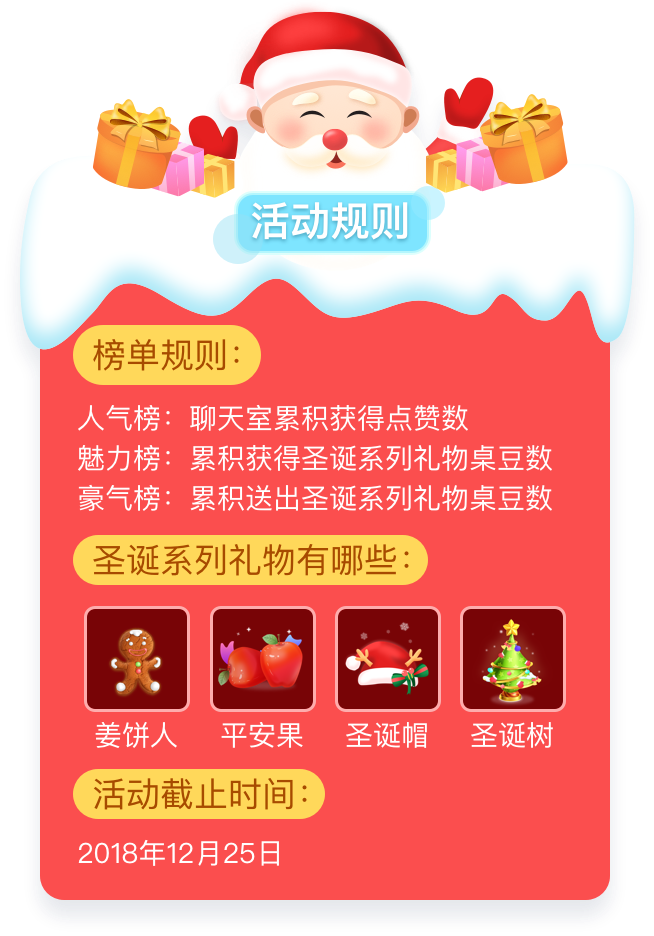 活动规则
榜单规则：
人气榜：聊天室累积获得点赞数
魅力榜：累积获得圣诞系列礼物桌豆数
豪气榜：累积送出圣诞系列礼物桌豆数
圣诞系列礼物有哪些：
姜饼人 平安果 圣诞帽 圣诞树
活动截止时间：
2018年12月25日